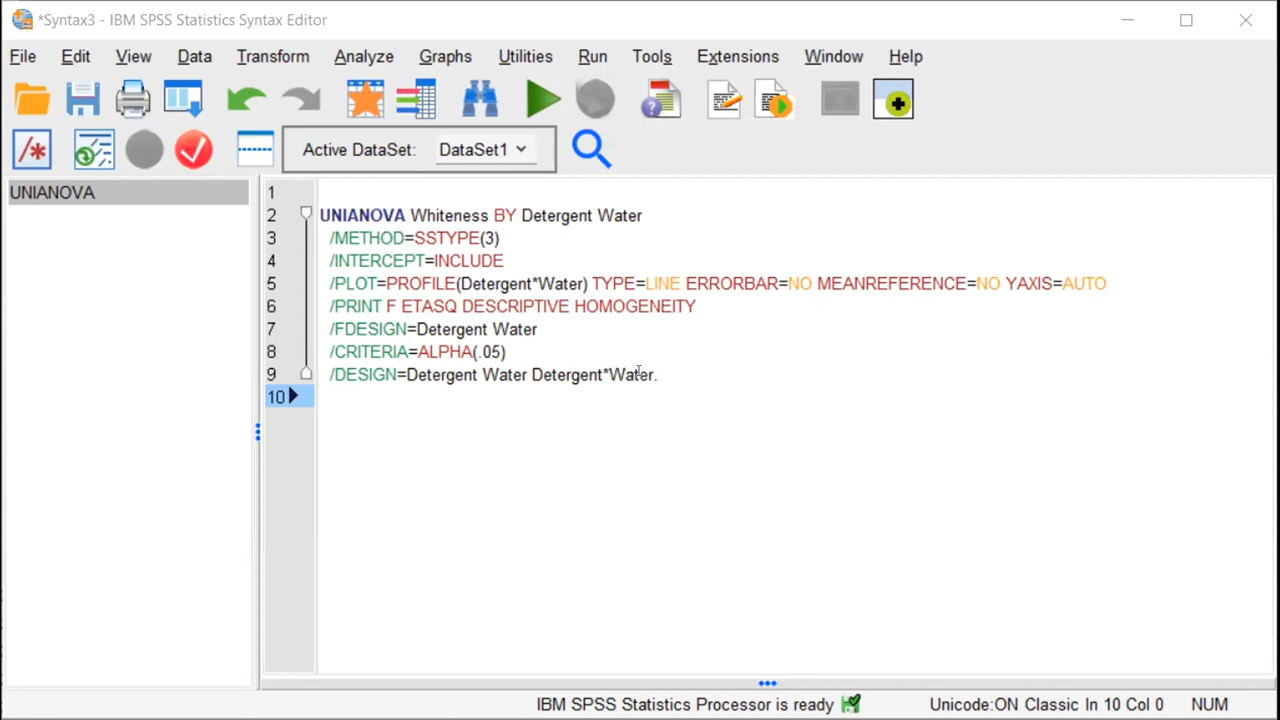 *Syntax3 - IBM SPSS Statistics Syntax Editor
File Edit View Data Transform Analyze Graphs Utilities Run Tools Extensions Window Help
/*
Active DataSet: DataSet1
UNIANOVA
1
2 UNIANOVA Whiteness BY Detergent Water
3 /METHOD=SSTYPE(3)
4 /INTERCEPT=INCLUDE
5 /PLOT=PROFILE(Detergent*Water) TYPE=LINE ERRORBAR=NO MEANREFERENCE=NO YAXIS=AUTO
6 /PRINT F ETASQ DESCRIPTIVE HOMOGENEITY
7 /FDESIGN=Detergent Water
8 /CRITERIA=ALPHA(.05)
9 /DESIGN=Detergent Water Detergent*Water.
10
IBM SPSS Statistics Processor is ready Unicode:ON Classic In 10 Col 0 NUM